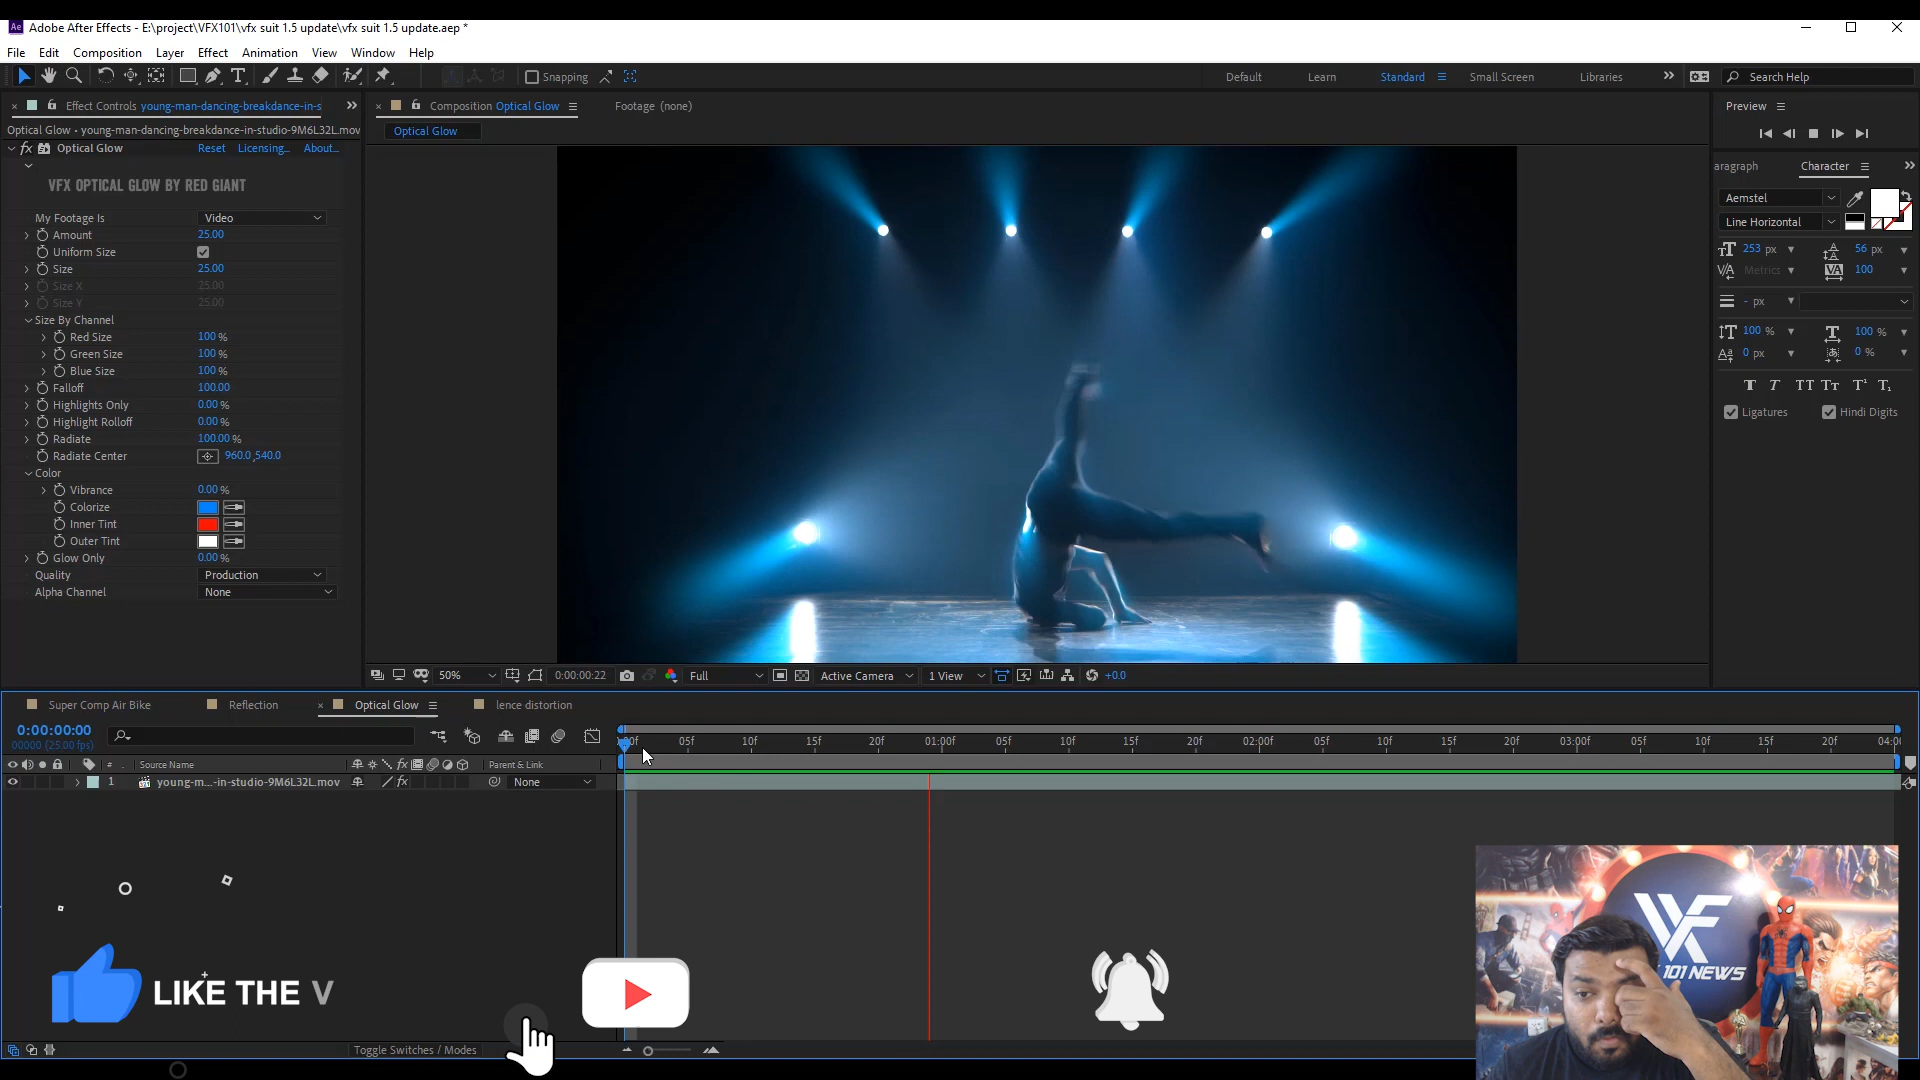 Ae Adobe After Effects - E:\project\VFX101\vfx suit 1.5 update\vfx suit 1.5 update.aep *
File Edit Composition Layer Effect Animation View Window Help
Snapping
Default Learn Standard Small Screen Libraries
Search Help
Effect Controls young-man-dancing-breakdance-in-s
Composition Optical Glow
Footage (none)
Preview
Optical Glow • young-man-dancing-breakdance-in-studio-9M6L32L.mov
Optical Glow
fx Optical Glow Reset Licensing... About...
VFX OPTICAL GLOW BY RED GIANT
My Footage Is Video
Amount 25.00
Uniform Size
Size 25.00
Size X 25.00
Size Y 25.00
Size By Channel
Red Size 100 %
Green Size 100 %
Blue Size 100 %
Falloff 100.00
Highlights Only 0.00 %
Highlight Rolloff 0.00 %
Radiate 100.00 %
Radiate Center 960.0 ,540.0
Color
Vibrance 0.00 %
Colorize
Inner Tint
Outer Tint
Glow Only 0.00 %
Quality Production
Alpha Channel None
aragraph Character
Aemstel
Line Horizontal
253 px 56 px
Metrics 100
- px
100 % 100 %
0 px 0 %
T T TT Tt T¹ T₁
Ligatures Hindi Digits
50% 0:00:00:22 Full Active Camera 1 View +0.0
Super Comp Air Bike Reflection Optical Glow lence distortion
0:00:00:00
00000 (25.00 fps)
05f 10f 15f 20f 01:00f 05f 10f 15f 20f 02:00f 05f 10f 15f 20f 03:00f 05f 10f 15f 20f 04:0
# Source Name fx Parent & Link
1 young-m...-in-studio-9M6L32L.mov fx None
LIKE THE V
101 NEWS
Toggle Switches / Modes